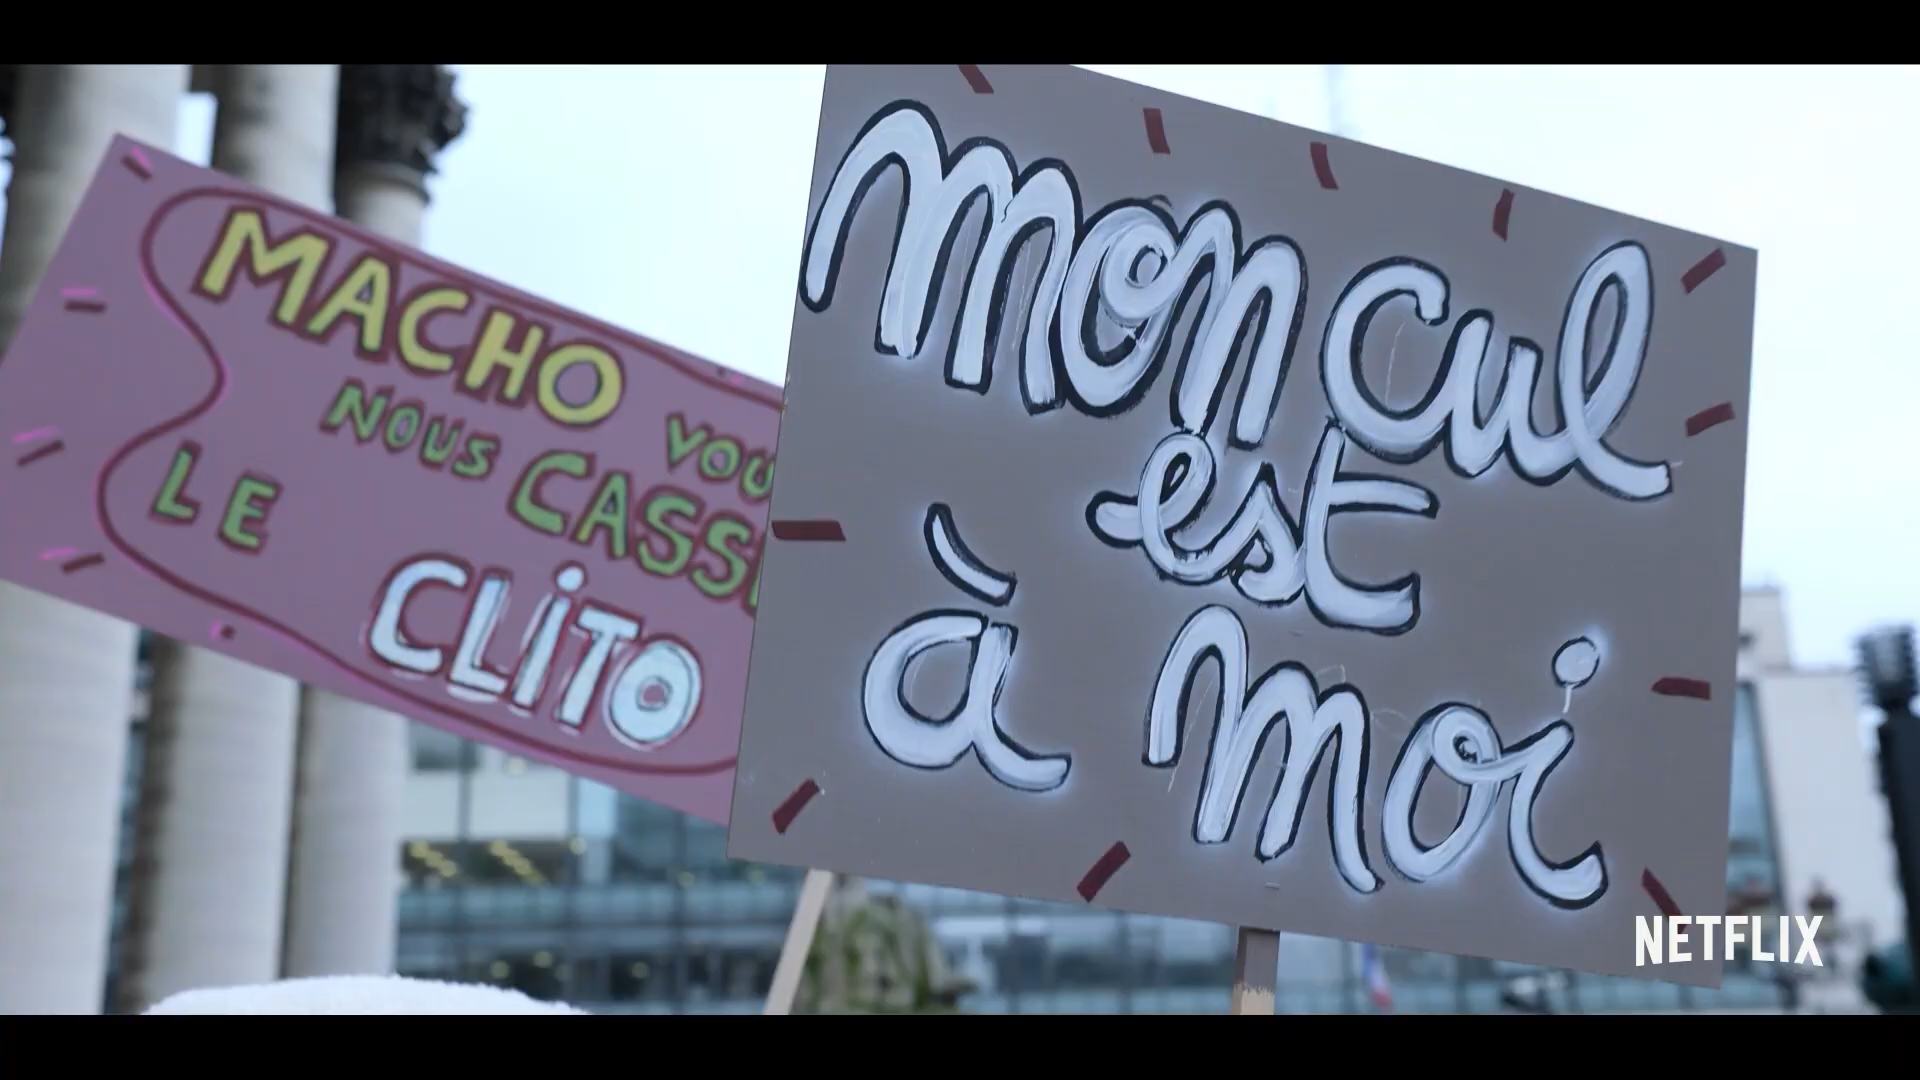 MACHO
NOUS
LE
CLITO
mon cul
est
à moi
NETFLIX